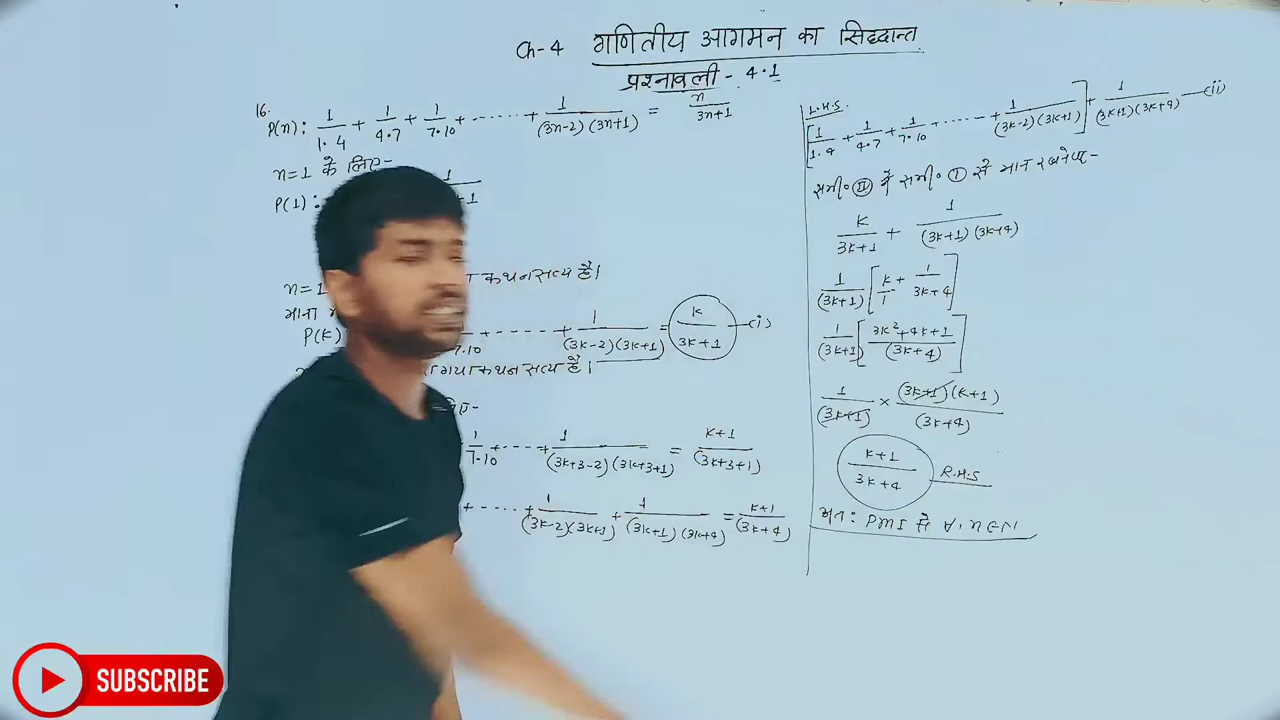 Ch-4 गणितीय आगमन का सिद्धान्त
प्रश्नावली - 4.1
16.
P(n): 1/1·4 + 1/4·7 + 1/7·10 + ------ + 1/(3n-2)(3n+1) = n/3n+1
n=1 के लिए-
P(1):
1
+1
n=1
कथन सत्य है।
माना
P(k)
7·10 + ------ + 1/(3k-2)(3k+1) = k/3k+1 —(i)
गया कथन सत्य है।
1/7·10 + ---- + 1/(3k+3-2)(3k+3+1) = k+1/(3k+3+1)
+ ----- + 1/(3k-2)(3k+1) + 1/(3k+1)(3k+4) = k+1/(3k+4)
L.H.S.
[1/1·4 + 1/4·7 + 1/7·10 + ------ + 1/(3k-2)(3k+1)] + 1/(3k+1)(3k+4) —(ii)
समी० (II) में समी० (I) से मान रखने पर-
k/3k+1 + 1/(3k+1)(3k+4)
1/(3k+1) [k/1 + 1/3k+4]
1/(3k+1) [3k²+4k+1/(3k+4)]
1/(3k+1) × (3k+1)(k+1)/(3k+4)
k+1/3k+4 R.H.S
अत: PMI से ∀, n∈N
SUBSCRIBE